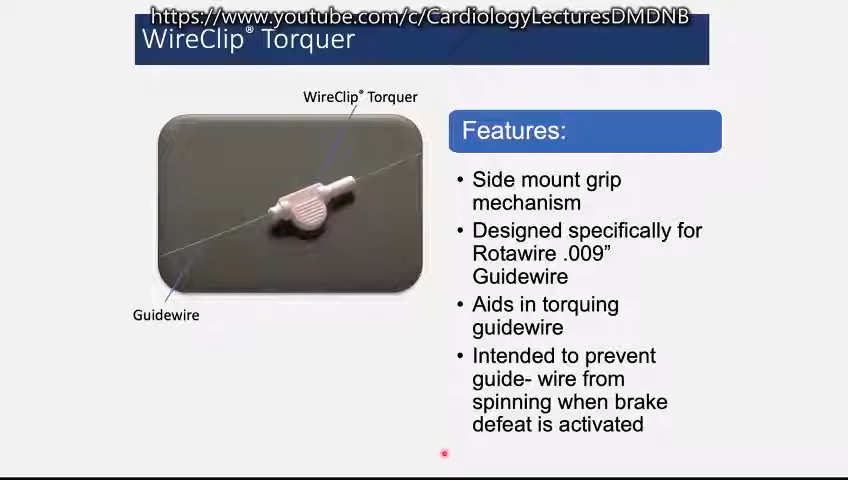 https://www.youtube.com/c/CardiologyLecturesDMDNB
WireClip® Torquer
WireClip® Torquer
Guidewire
Features:
• Side mount grip
mechanism
• Designed specifically for
Rotawire .009”
Guidewire
• Aids in torquing
guidewire
• Intended to prevent
guide- wire from
spinning when brake
defeat is activated